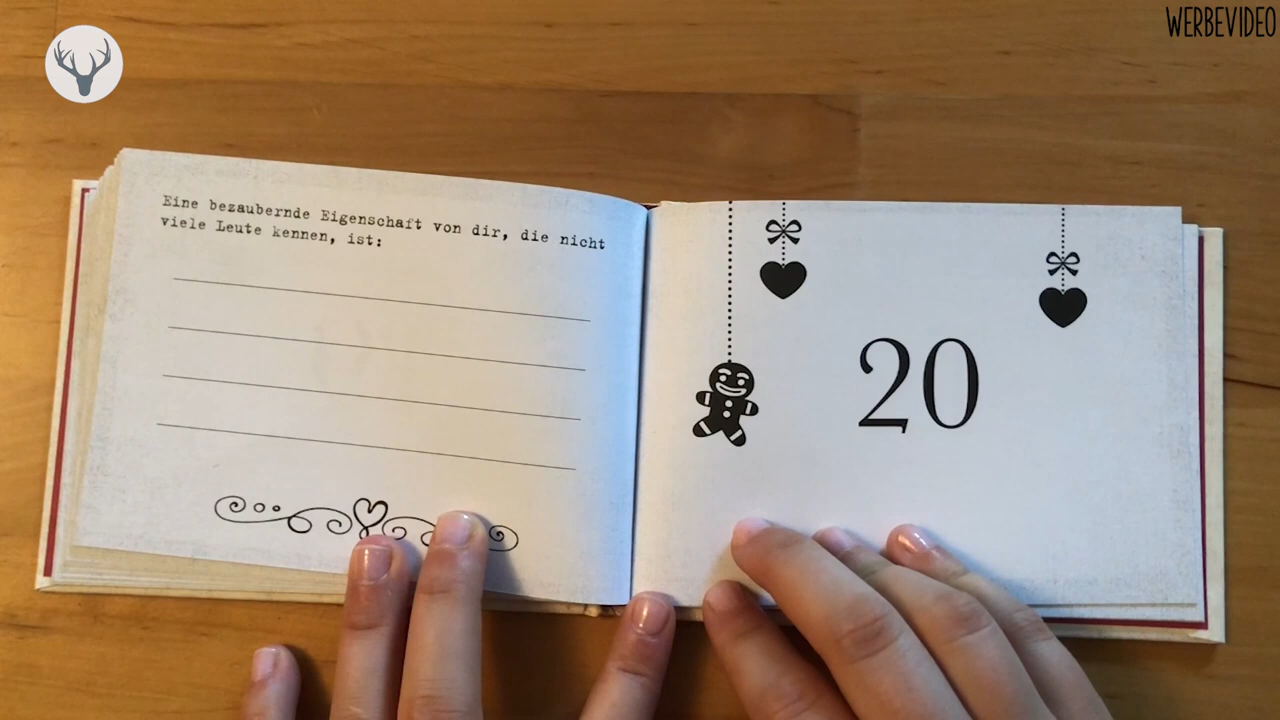 WERBEVIDEO
Eine bezaubernde Eigenschaft von dir, die nicht
viele Leute kennen, ist:
20